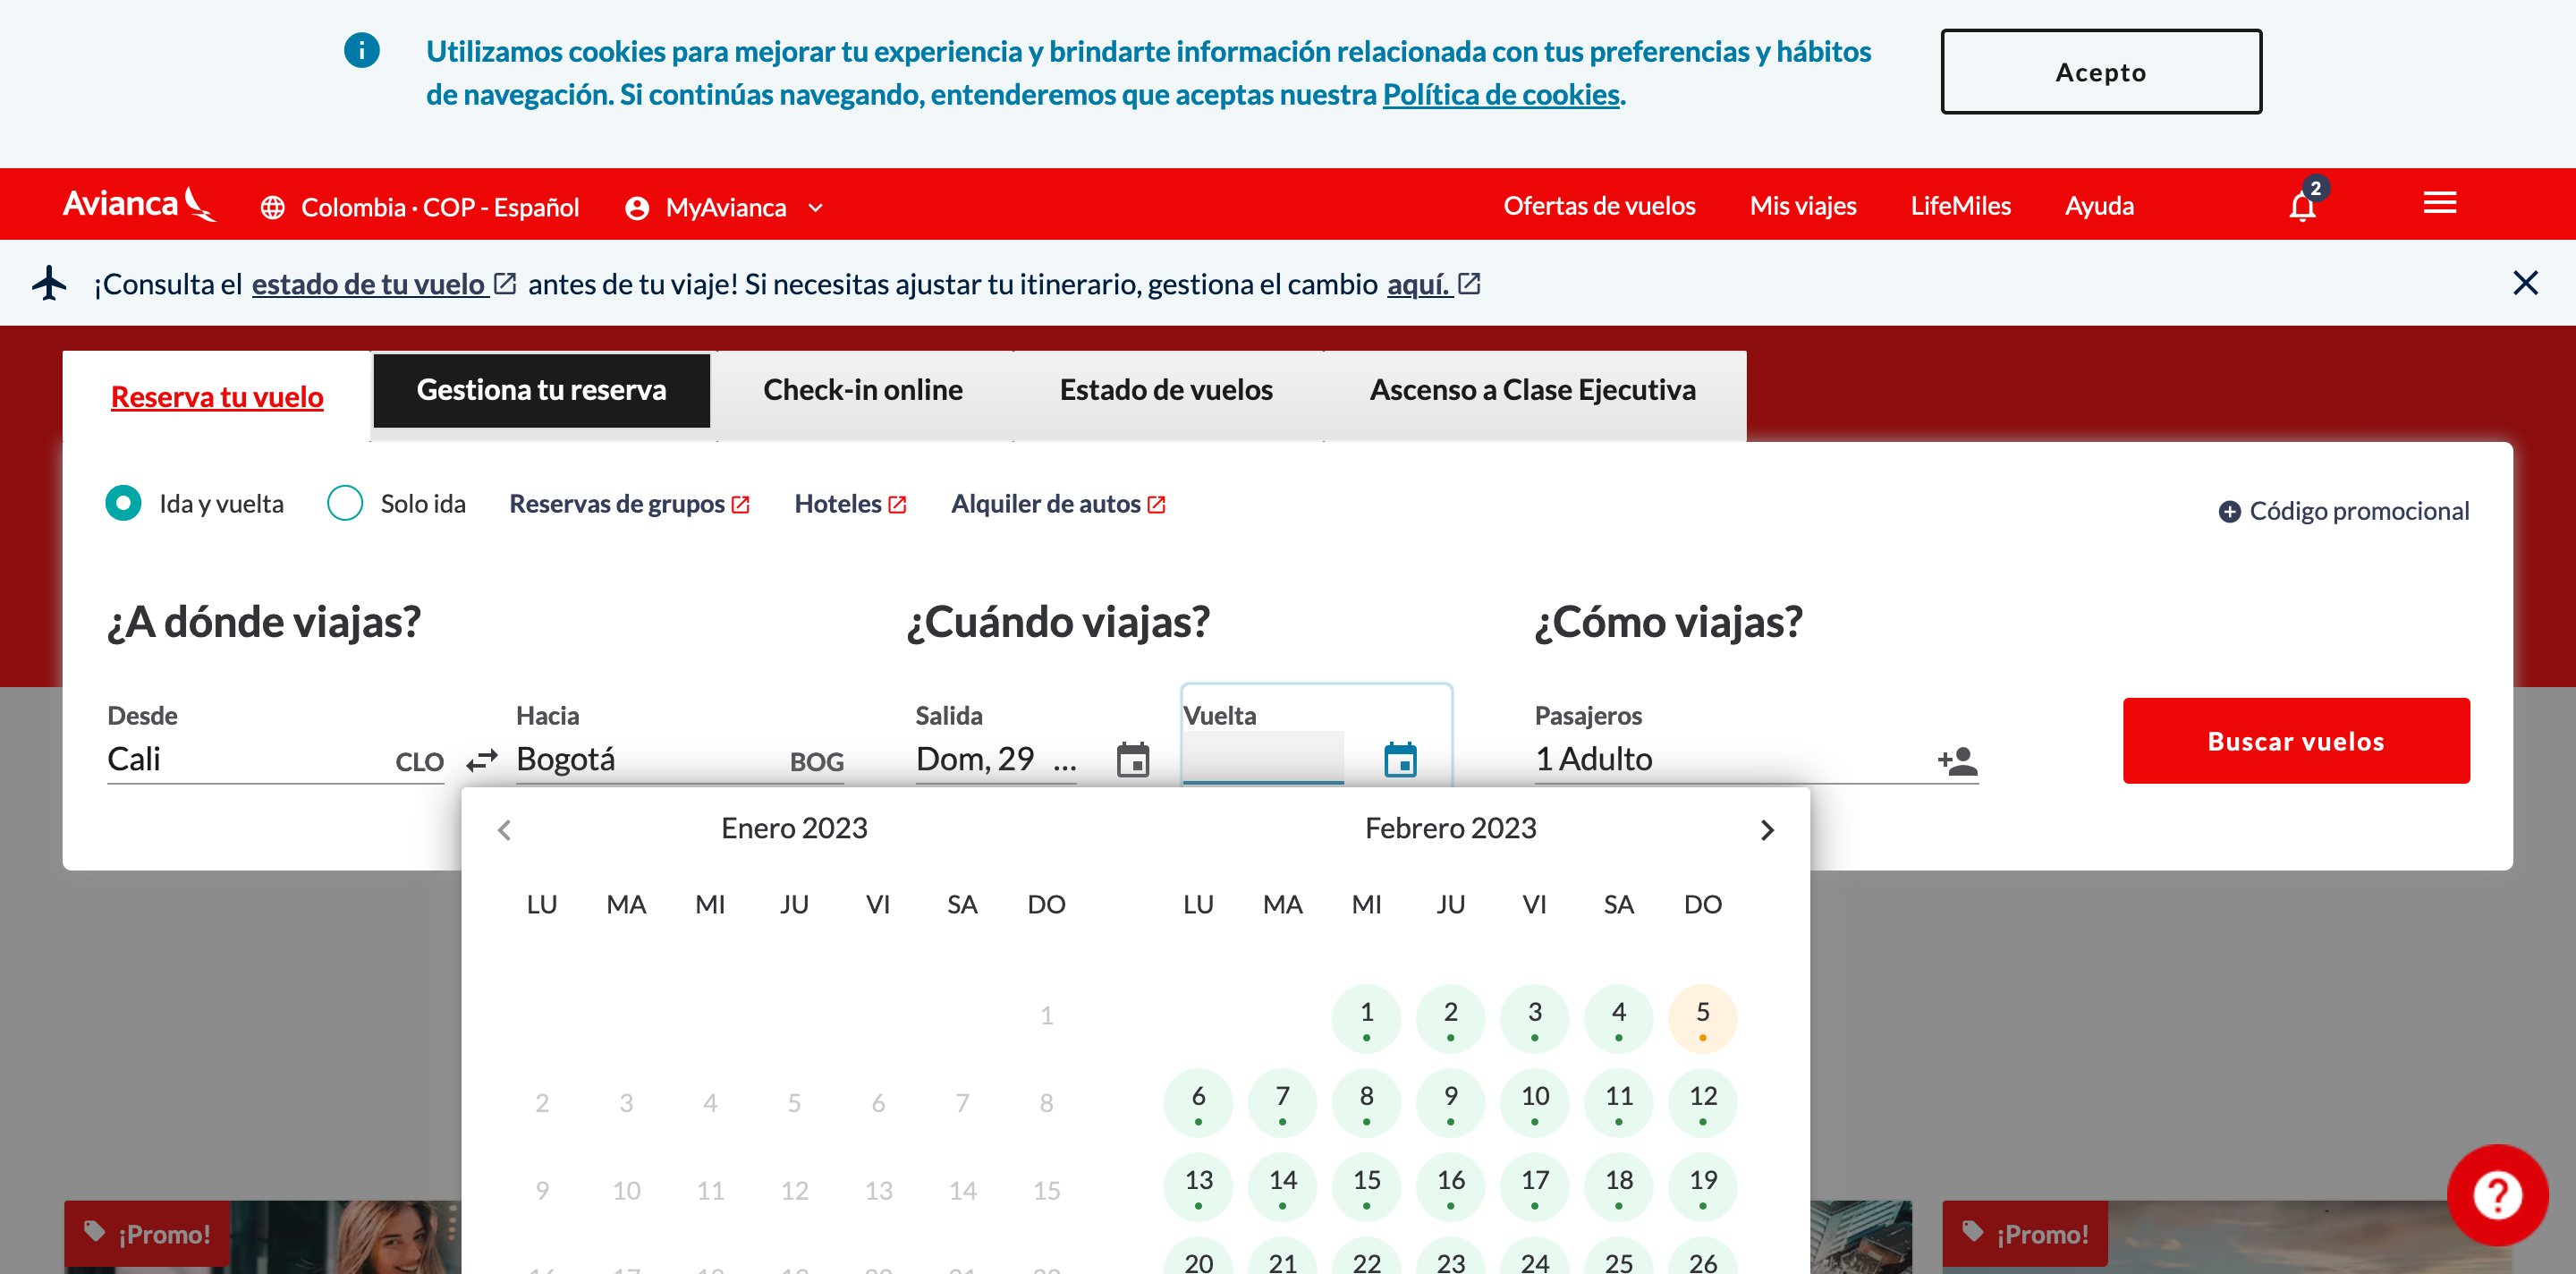 Utilizamos cookies para mejorar tu experiencia y brindarte información relacionada con tus preferencias y hábitos
de navegación. Si continúas navegando, entenderemos que aceptas nuestra Política de cookies.
Acepto
Avianca
Colombia · COP - Español
MyAvianca
Ofertas de vuelos
Mis viajes
LifeMiles
Ayuda
2
¡Consulta el estado de tu vuelo antes de tu viaje! Si necesitas ajustar tu itinerario, gestiona el cambio aquí.
Reserva tu vuelo
Gestiona tu reserva
Check-in online
Estado de vuelos
Ascenso a Clase Ejecutiva
Ida y vuelta
Solo ida
Reservas de grupos
Hoteles
Alquiler de autos
Código promocional
¿A dónde viajas?
¿Cuándo viajas?
¿Cómo viajas?
Desde
Hacia
Salida
Vuelta
Pasajeros
Cali CLO
Bogotá BOG
Dom, 29 ...
1 Adulto
Buscar vuelos
Enero 2023
LU MA MI JU VI SA DO
1
2 3 4 5 6 7 8
9 10 11 12 13 14 15
Febrero 2023
LU MA MI JU VI SA DO
1 2 3 4 5
6 7 8 9 10 11 12
13 14 15 16 17 18 19
20 21 22 23 24 25 26
¡Promo!
¡Promo!